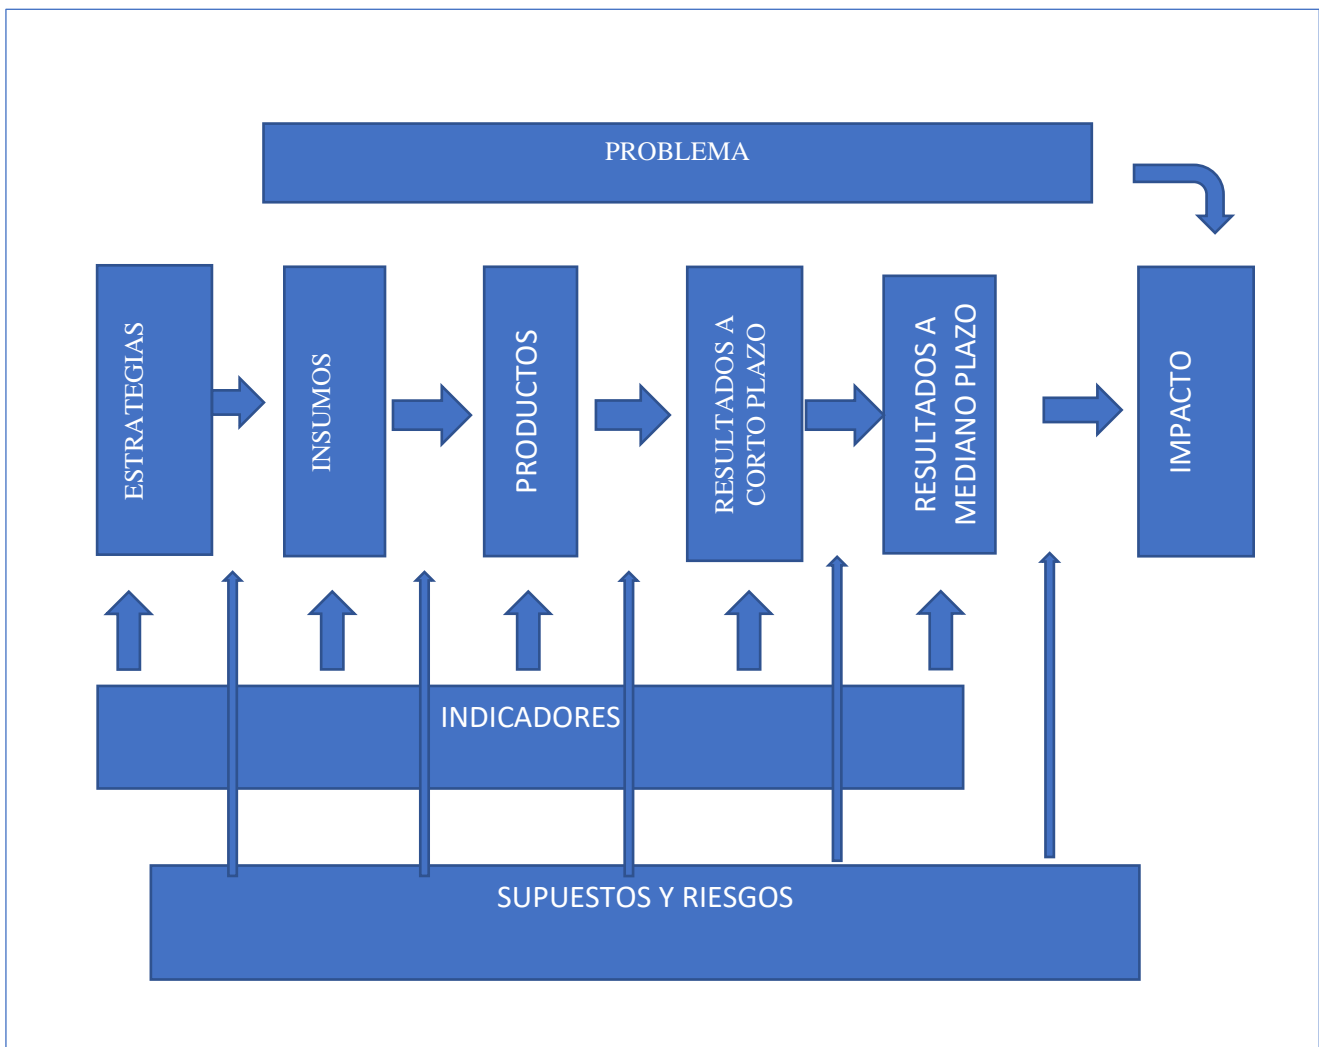 PROBLEMA
ESTRATEGIAS
INSUMOS
PRODUCTOS
RESULTADOS A
CORTO PLAZO
RESULTADOS A
MEDIANO PLAZO
IMPACTO
INDICADORES
SUPUESTOS Y RIESGOS